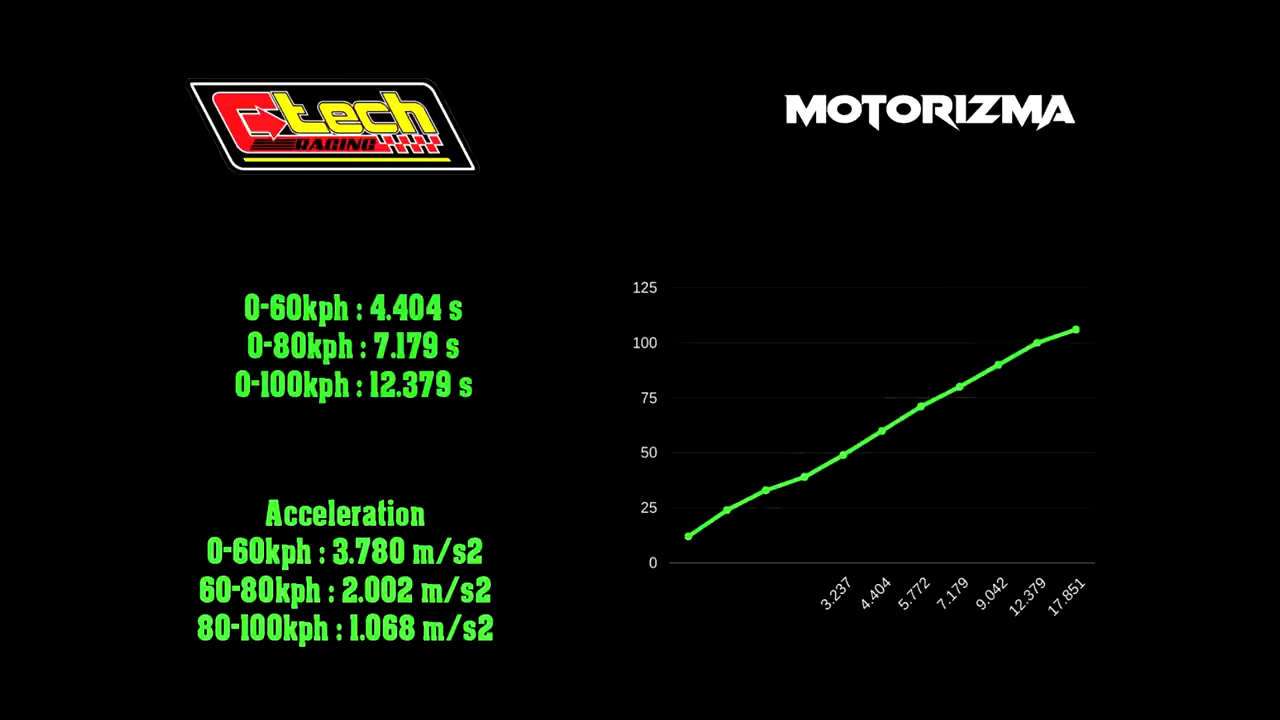 Ctech
RACING
MOTORIZMA
0-60kph : 4.404 s
0-80kph : 7.179 s
0-100kph : 12.379 s
Acceleration
0-60kph : 3.780 m/s2
60-80kph : 2.002 m/s2
80-100kph : 1.068 m/s2
125
100
75
50
25
0
3.237
4.404
5.772
7.179
9.042
12.379
17.851